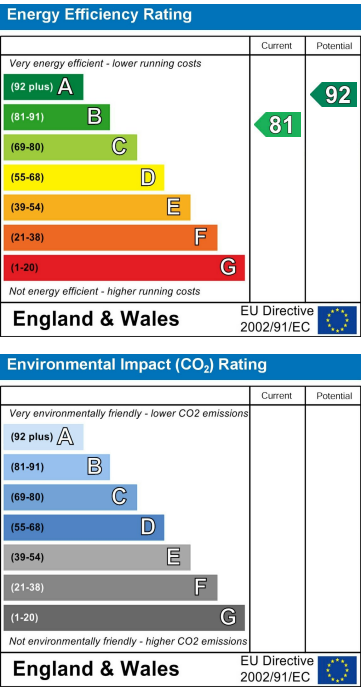 Energy Efficiency Rating
Current Potential
Very energy efficient - lower running costs
(92 plus) A
(81-91) B
(69-80) C
(55-68) D
(39-54) E
(21-38) F
(1-20) G
81
92
Not energy efficient - higher running costs
England & Wales
EU Directive
2002/91/EC
Environmental Impact (CO₂) Rating
Current Potential
Very environmentally friendly - lower CO2 emissions
(92 plus) A
(81-91) B
(69-80) C
(55-68) D
(39-54) E
(21-38) F
(1-20) G
Not environmentally friendly - higher CO2 emissions
England & Wales
EU Directive
2002/91/EC